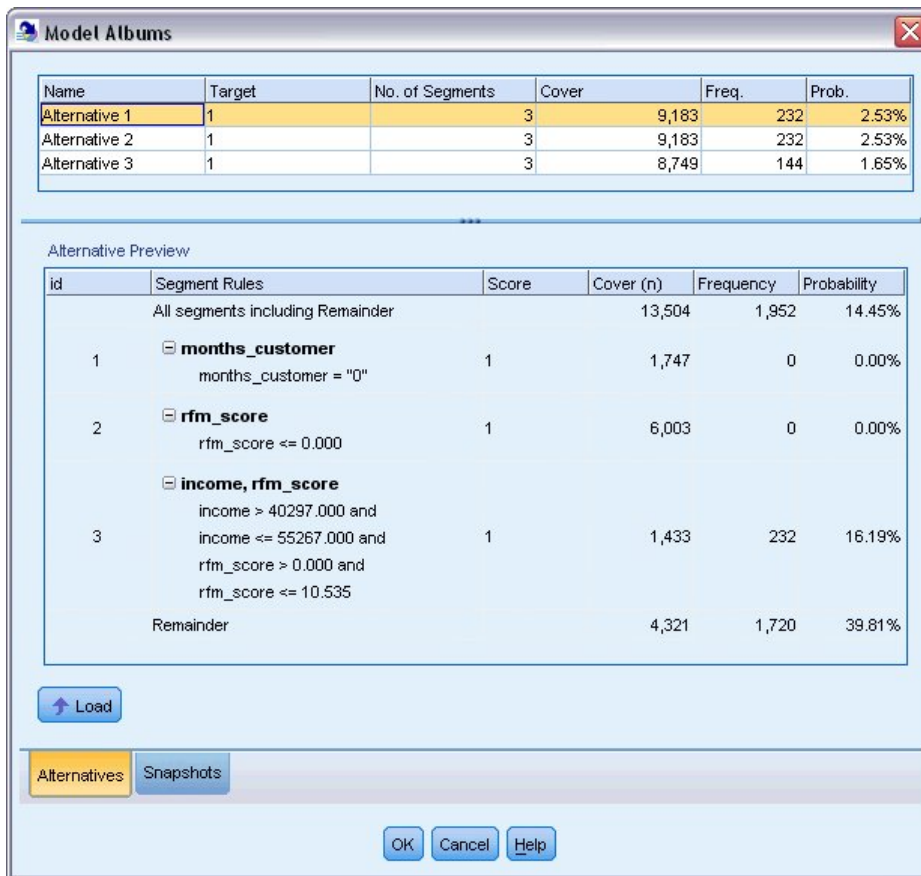 Model Albums
Name Target No. of Segments Cover Freq. Prob.
Alternative 1 1 3 9,183 232 2.53%
Alternative 2 1 3 9,183 232 2.53%
Alternative 3 1 3 8,749 144 1.65%
Alternative Preview
id Segment Rules Score Cover (n) Frequency Probability
All segments including Remainder 13,504 1,952 14.45%
months_customer
1 1 1,747 0 0.00%
months_customer = "0"
rfm_score
2 1 6,003 0 0.00%
rfm_score <= 0.000
income, rfm_score
income > 40297.000 and
income <= 55267.000 and
3 1 1,433 232 16.19%
rfm_score > 0.000 and
rfm_score <= 10.535
Remainder 4,321 1,720 39.81%
Load
Alternatives Snapshots
OK Cancel Help